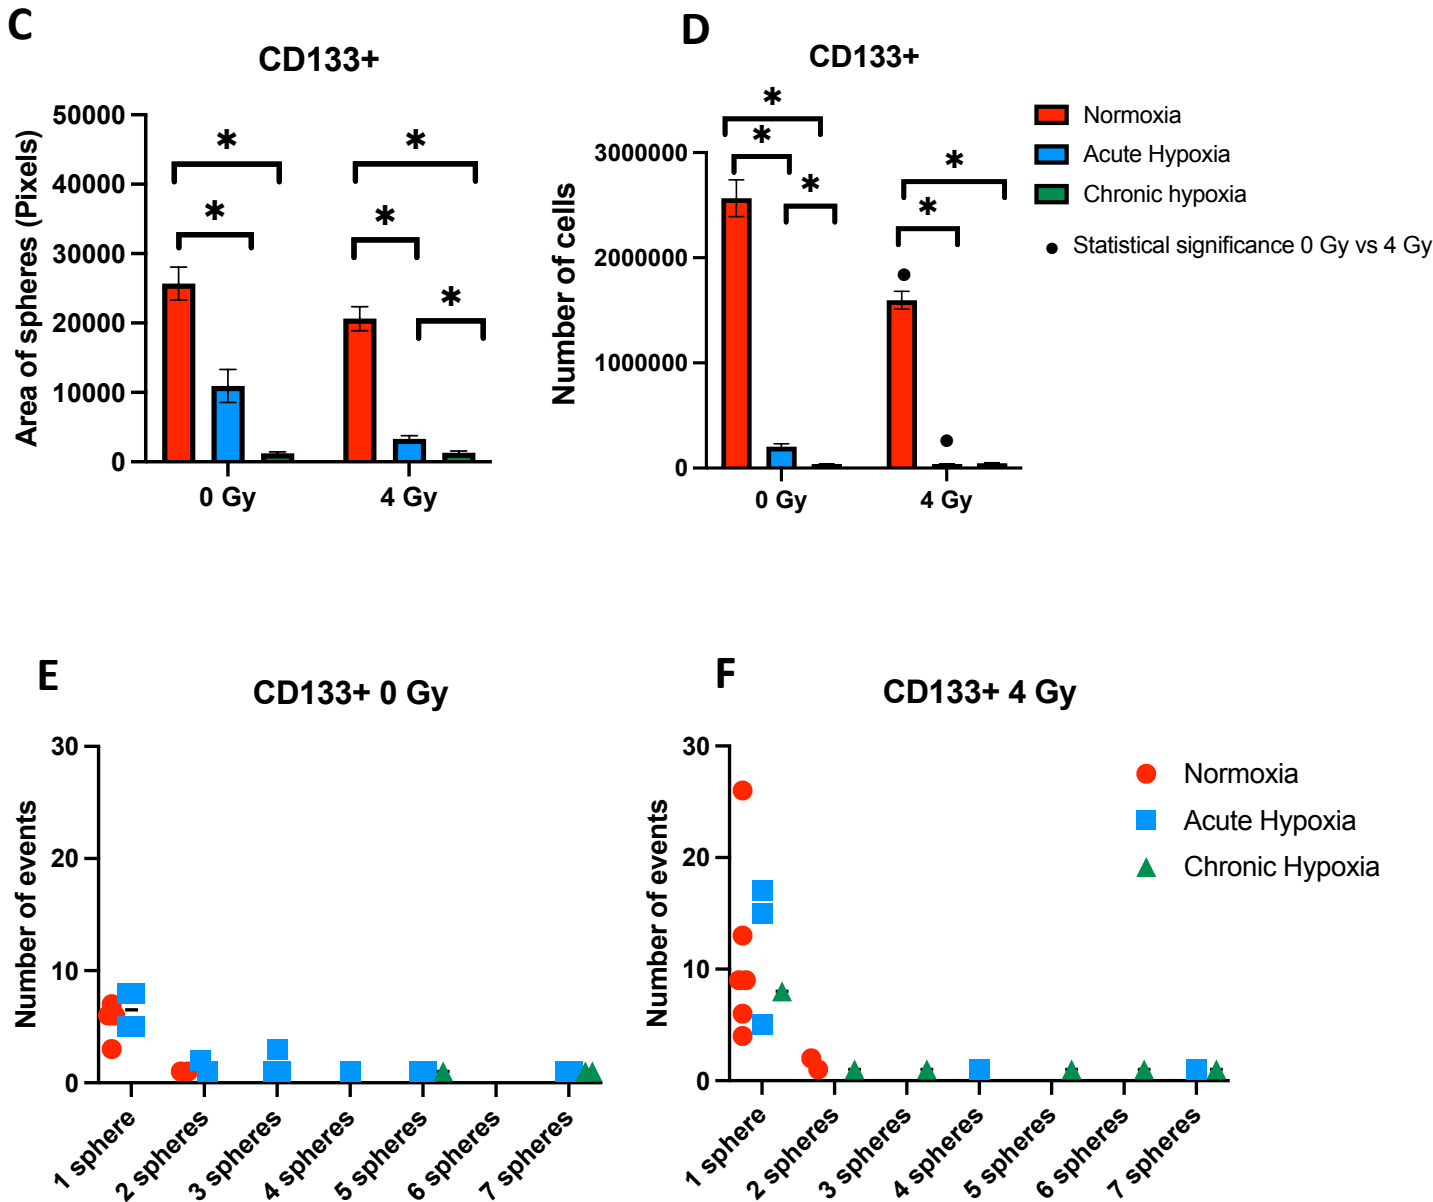 C
CD133+
Area of spheres (Pixels)
50000
40000
30000
20000
10000
0
* * * * *
0 Gy
4 Gy
D
CD133+
Number of cells
3000000
2000000
1000000
0
* * * * *
0 Gy
4 Gy
Normoxia
Acute Hypoxia
Chronic hypoxia
Statistical significance 0 Gy vs 4 Gy
E
CD133+ 0 Gy
Number of events
30
20
10
0
1 sphere
2 spheres
3 spheres
4 spheres
5 spheres
6 spheres
7 spheres
F
CD133+ 4 Gy
Number of events
30
20
10
0
1 sphere
2 spheres
3 spheres
4 spheres
5 spheres
6 spheres
7 spheres
Normoxia
Acute Hypoxia
Chronic Hypoxia